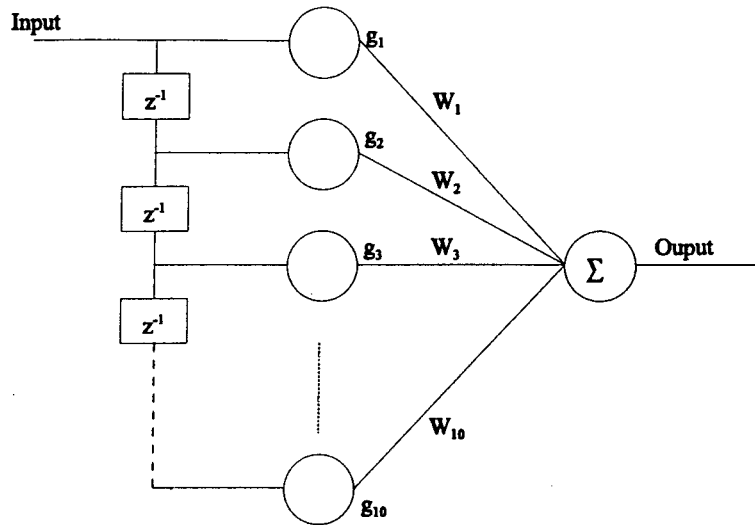 Input
g₁
z⁻¹
W₁
g₂
W₂
z⁻¹
g₃
W₃
Σ
Ouput
z⁻¹
W₁₀
g₁₀